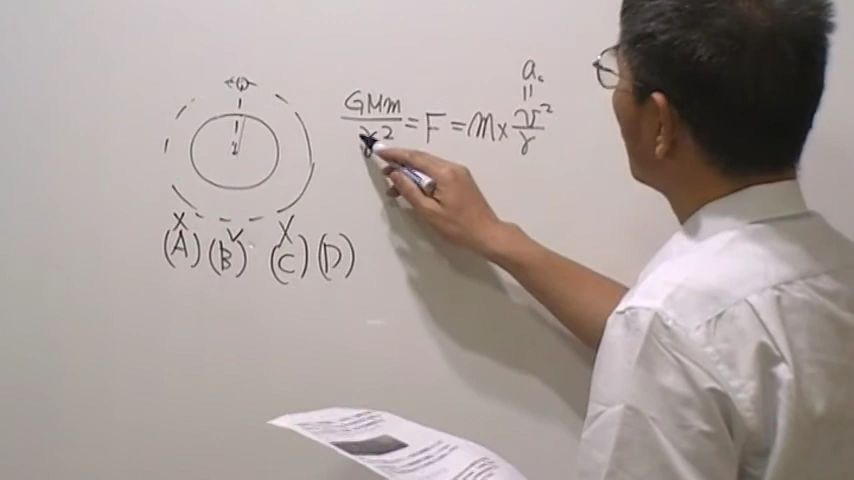 a。
GMm/r² = F = m × v²/r
X ✓ X
(A) (B) (C) (D)